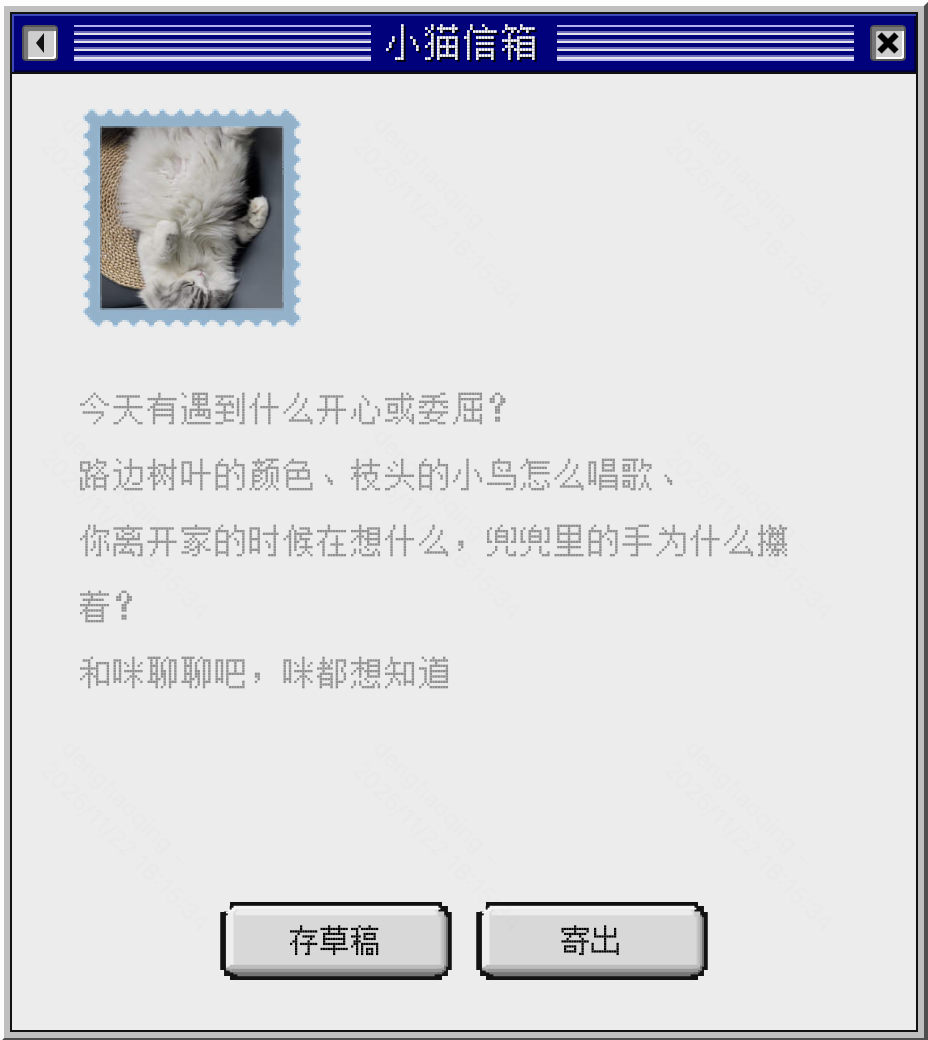 小猫信箱
今天有遇到什么开心或委屈?
路边树叶的颜色、枝头的小鸟怎么唱歌、
你离开家的时候在想什么，兜兜里的手为什么攥
着?
和咪聊聊吧，咪都想知道
存草稿
寄出